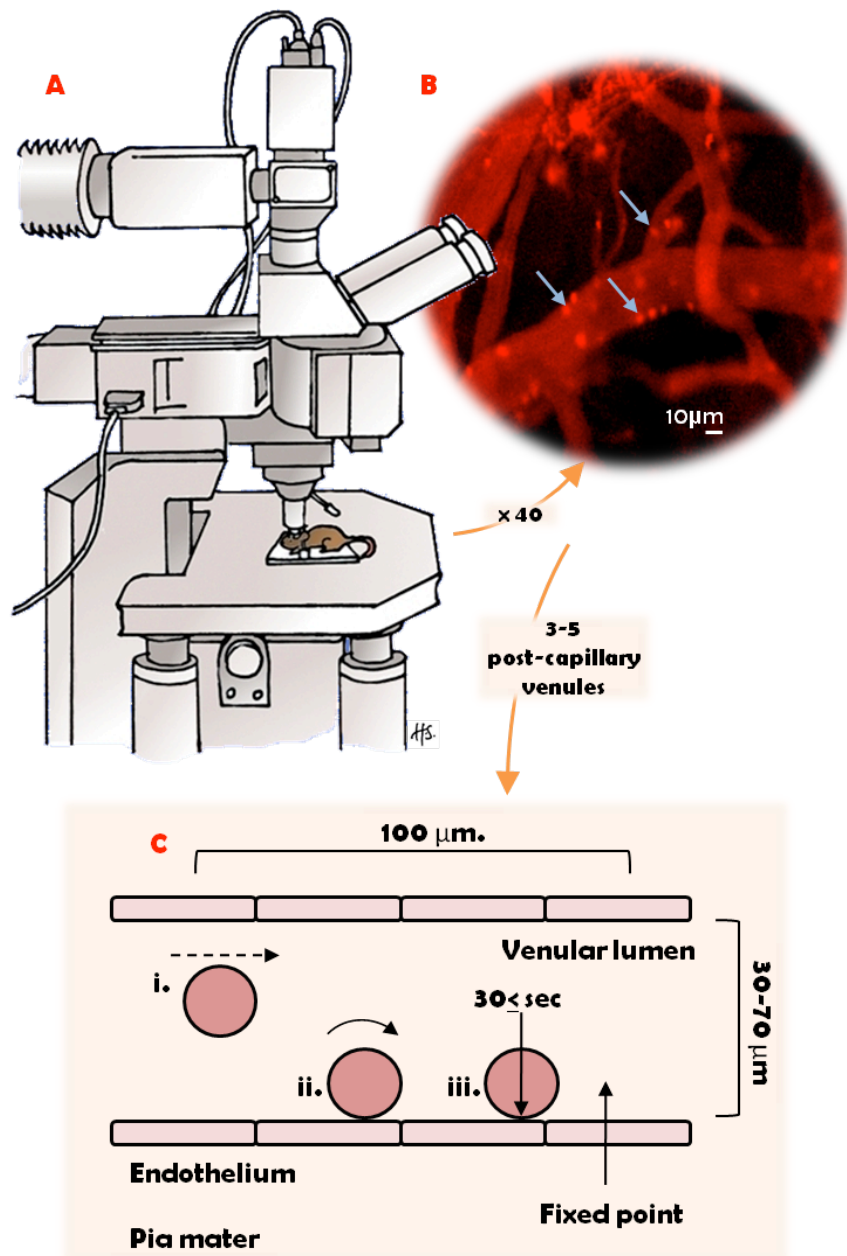 A
B
10µm
× 40
3-5
post-capillary
venules
HS.
C
100 µm.
Venular lumen
i.
30≤ sec
30-70 µm
ii.
iii.
Endothelium
Fixed point
Pia mater